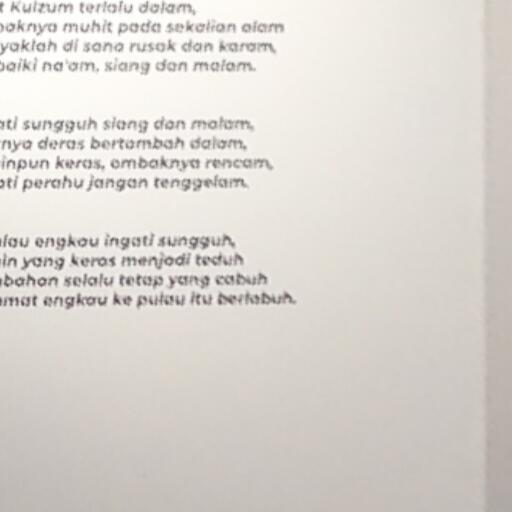 t Kulzum terlalu dalam,
baknya muhit pada sekalian alam
yaklah di sana rusak dan karam,
baiki na'am, siang dan malam.
ati sungguh siang dan malam,
nya deras bertambah dalam,
inpun keras, ombaknya rencam,
ati perahu jangan tenggelam.
alau engkau ingati sungguh,
in yang keras menjadi teduh
bahan selalu tetap yang cabuh
amat engkau ke pulau itu berlabuh.